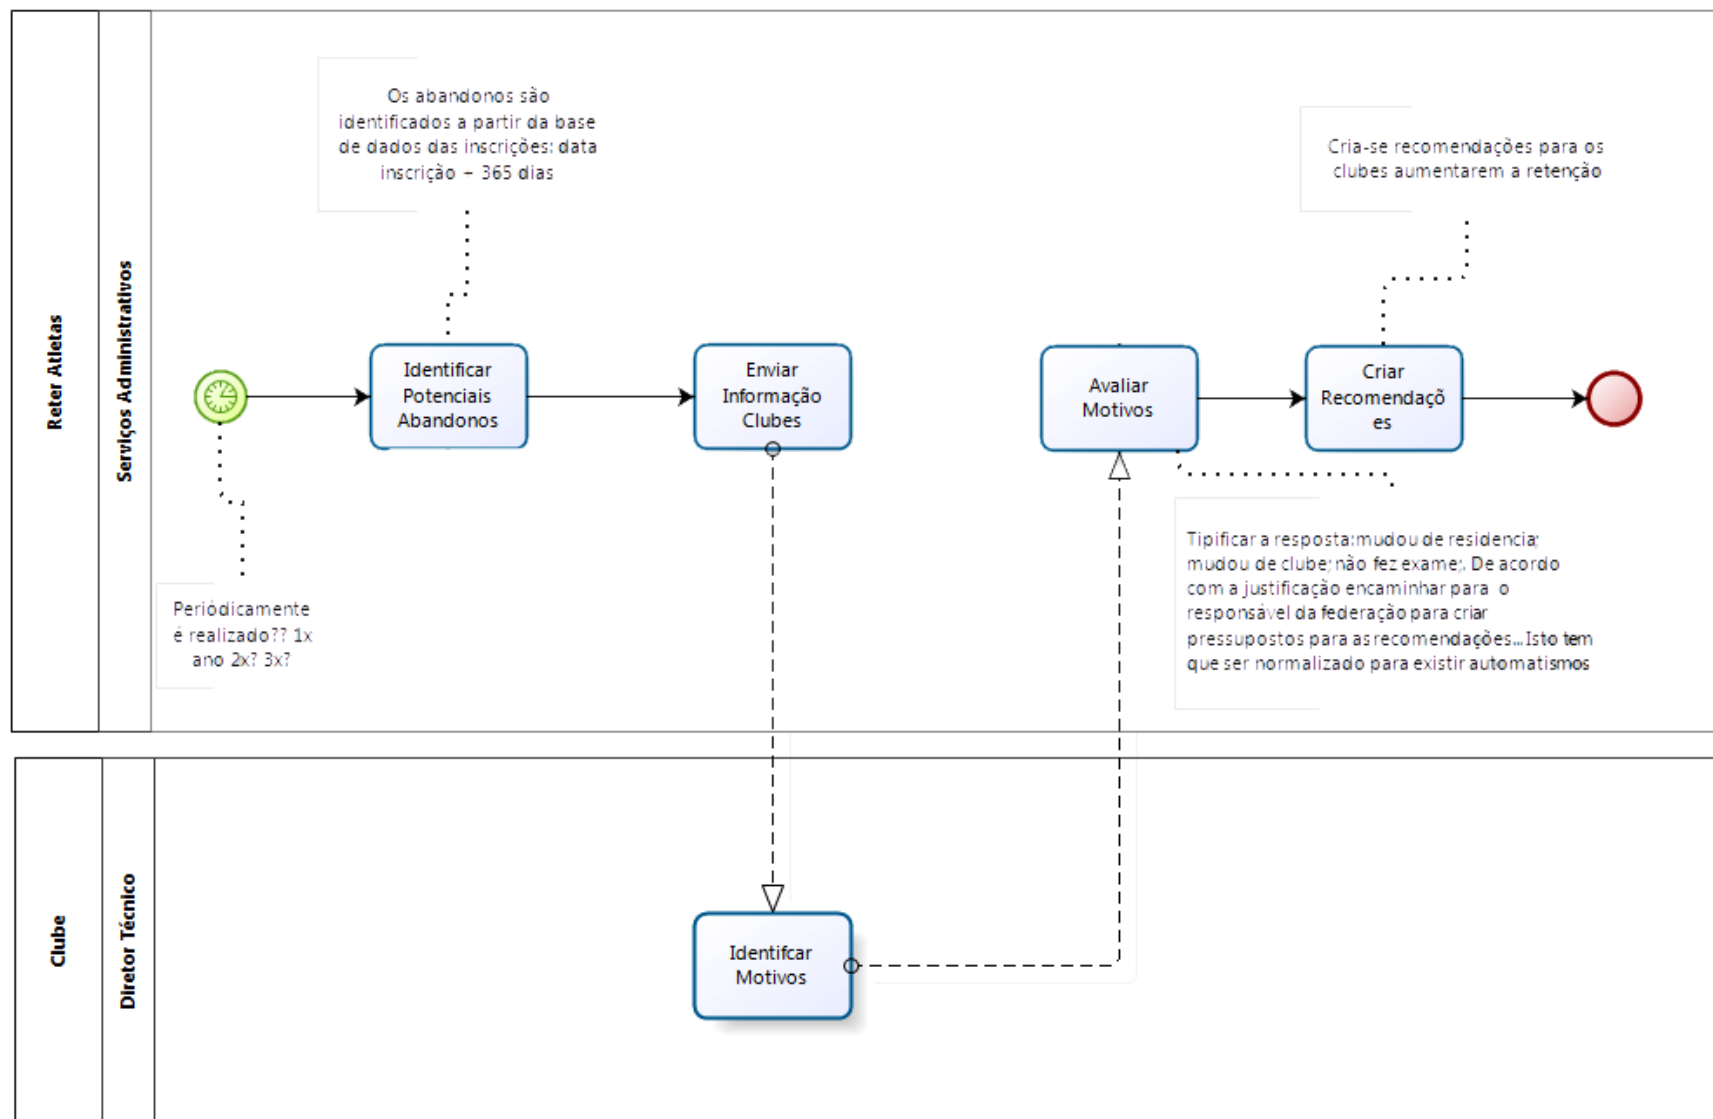 Reter Atletas
Serviços Administrativos
Os abandonos são
identificados a partir da base
de dados das inscrições: data
inscrição – 365 dias
Cria-se recomendações para os
clubes aumentarem a retenção
Identificar
Potenciais
Abandonos
Enviar
Informação
Clubes
Avaliar
Motivos
Criar
Recomendaçõ
es
Periódicamente
é realizado?? 1x
ano 2x? 3x?
Tipificar a resposta:mudou de residencia;
mudou de clube; não fez exame;. De acordo
com a justificação encaminhar para o
responsável da federação para criar
pressupostos para as recomendações...Isto tem
que ser normalizado para existir automatismos
Clube
Diretor Técnico
Identifcar
Motivos